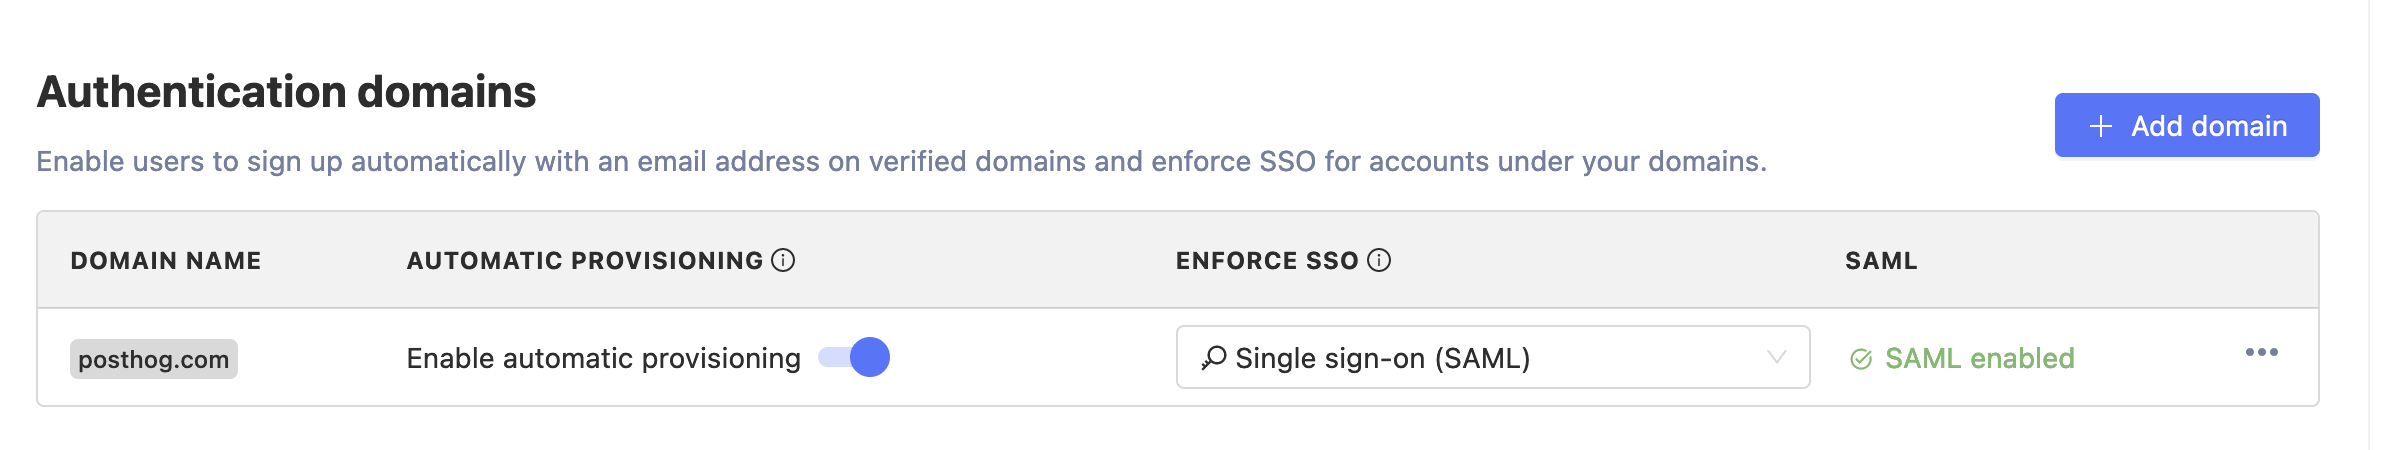 Authentication domains
+ Add domain
Enable users to sign up automatically with an email address on verified domains and enforce SSO for accounts under your domains.
DOMAIN NAME AUTOMATIC PROVISIONING ENFORCE SSO SAML
posthog.com Enable automatic provisioning Single sign-on (SAML) SAML enabled